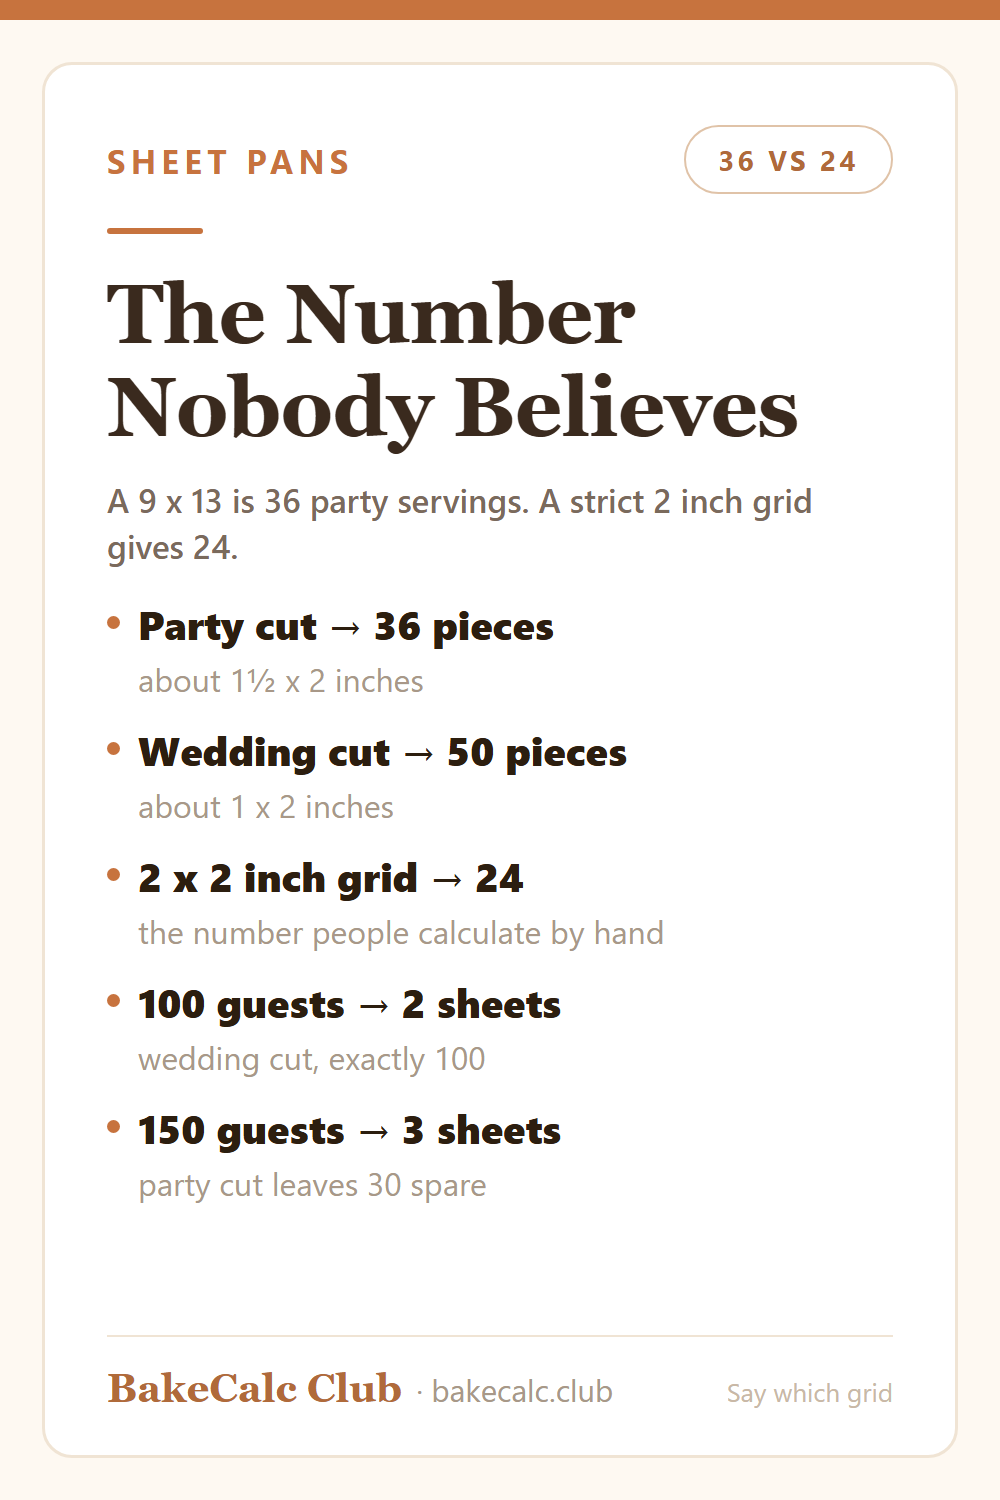 SHEET PANS
36 VS 24
The Number
Nobody Believes
A 9 x 13 is 36 party servings. A strict 2 inch grid
gives 24.
• Party cut → 36 pieces
about 1½ x 2 inches
• Wedding cut → 50 pieces
about 1 x 2 inches
• 2 x 2 inch grid → 24
the number people calculate by hand
• 100 guests → 2 sheets
wedding cut, exactly 100
• 150 guests → 3 sheets
party cut leaves 30 spare
BakeCalc Club · bakecalc.club
Say which grid